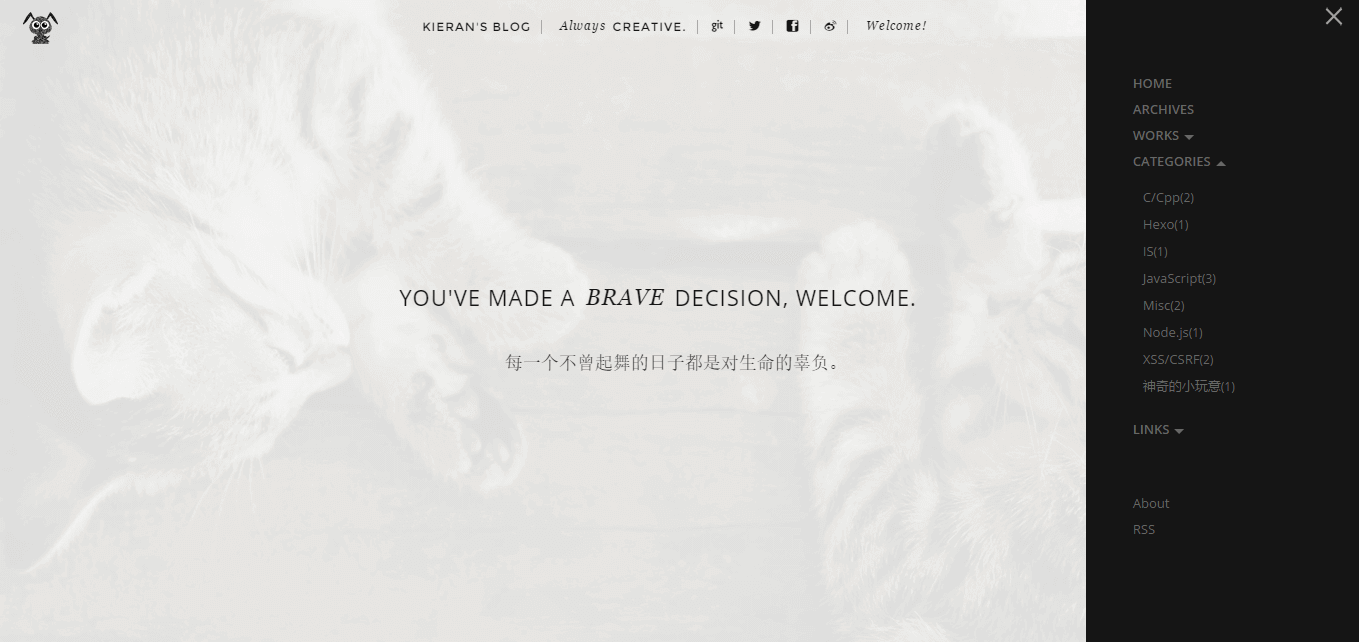 KIERAN'S BLOG Always CREATIVE. git Welcome!
YOU'VE MADE A BRAVE DECISION, WELCOME.
每一个不曾起舞的日子都是对生命的辜负。
HOME
ARCHIVES
WORKS
CATEGORIES
C/Cpp(2)
Hexo(1)
IS(1)
JavaScript(3)
Misc(2)
Node.js(1)
XSS/CSRF(2)
神奇的小玩意(1)
LINKS
About
RSS